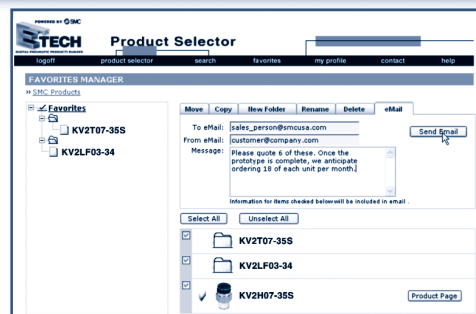 POWERED BY SMC
ETECH
DIGITAL PNEUMATIC PRODUCTS BUILDER
Product Selector
logoff product selector search favorites my profile contact help
FAVORITES MANAGER
» SMC Products
Favorites
KV2T07-35S
KV2LF03-34
Move Copy New Folder Rename Delete eMail
To eMail: sales_person@smcusa.com
From eMail: customer@company.com
Send Email
Message: Please quote 6 of these. Once the
prototype is complete, we anticipate
ordering 18 of each unit per month.
Information for items checked below will be included in email.
Select All Unselect All
KV2T07-35S
KV2LF03-34
KV2H07-35S
Product Page